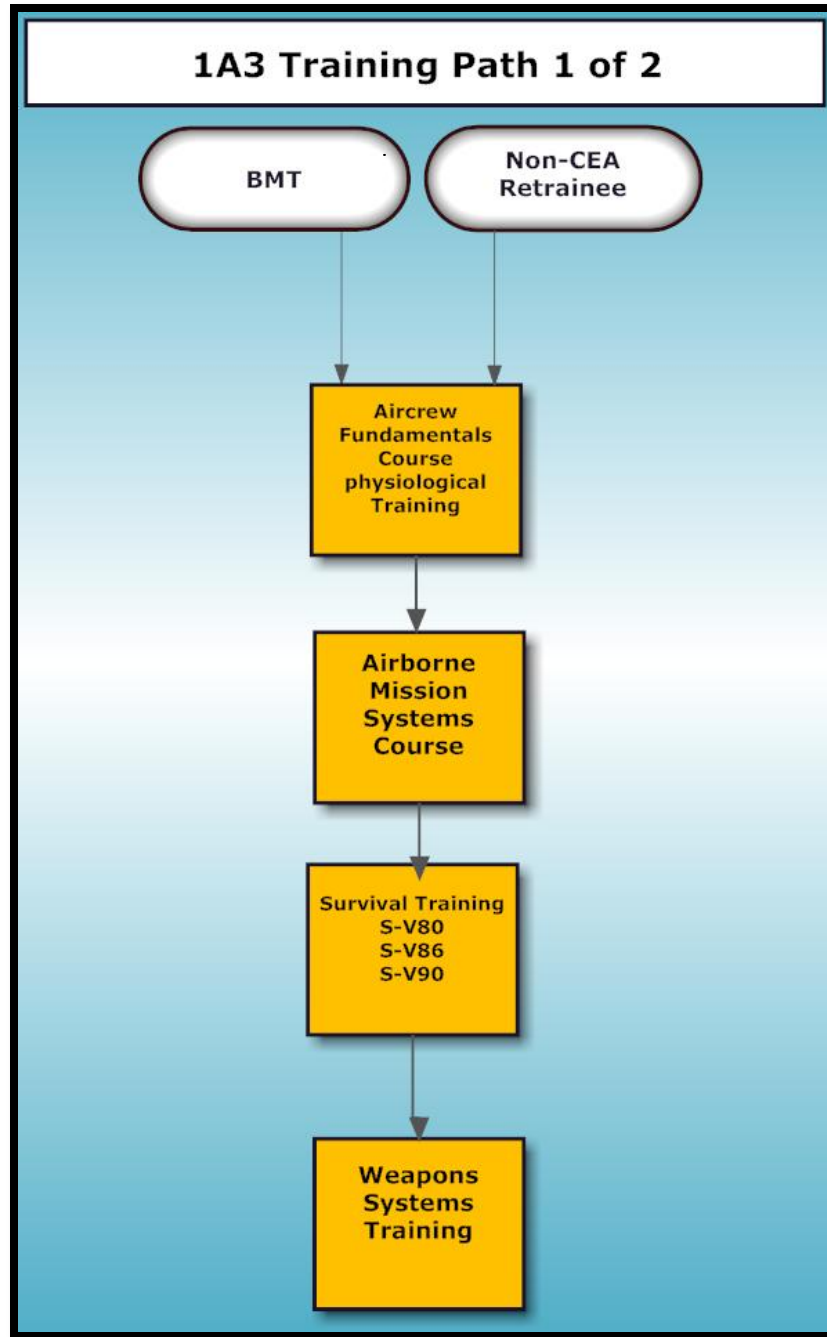 1A3 Training Path 1 of 2
BMT
Non-CEA
Retrainee
Aircrew
Fundamentals
Course
physiological
Training
Airborne
Mission
Systems
Course
Survival Training
S-V80
S-V86
S-V90
Weapons
Systems
Training